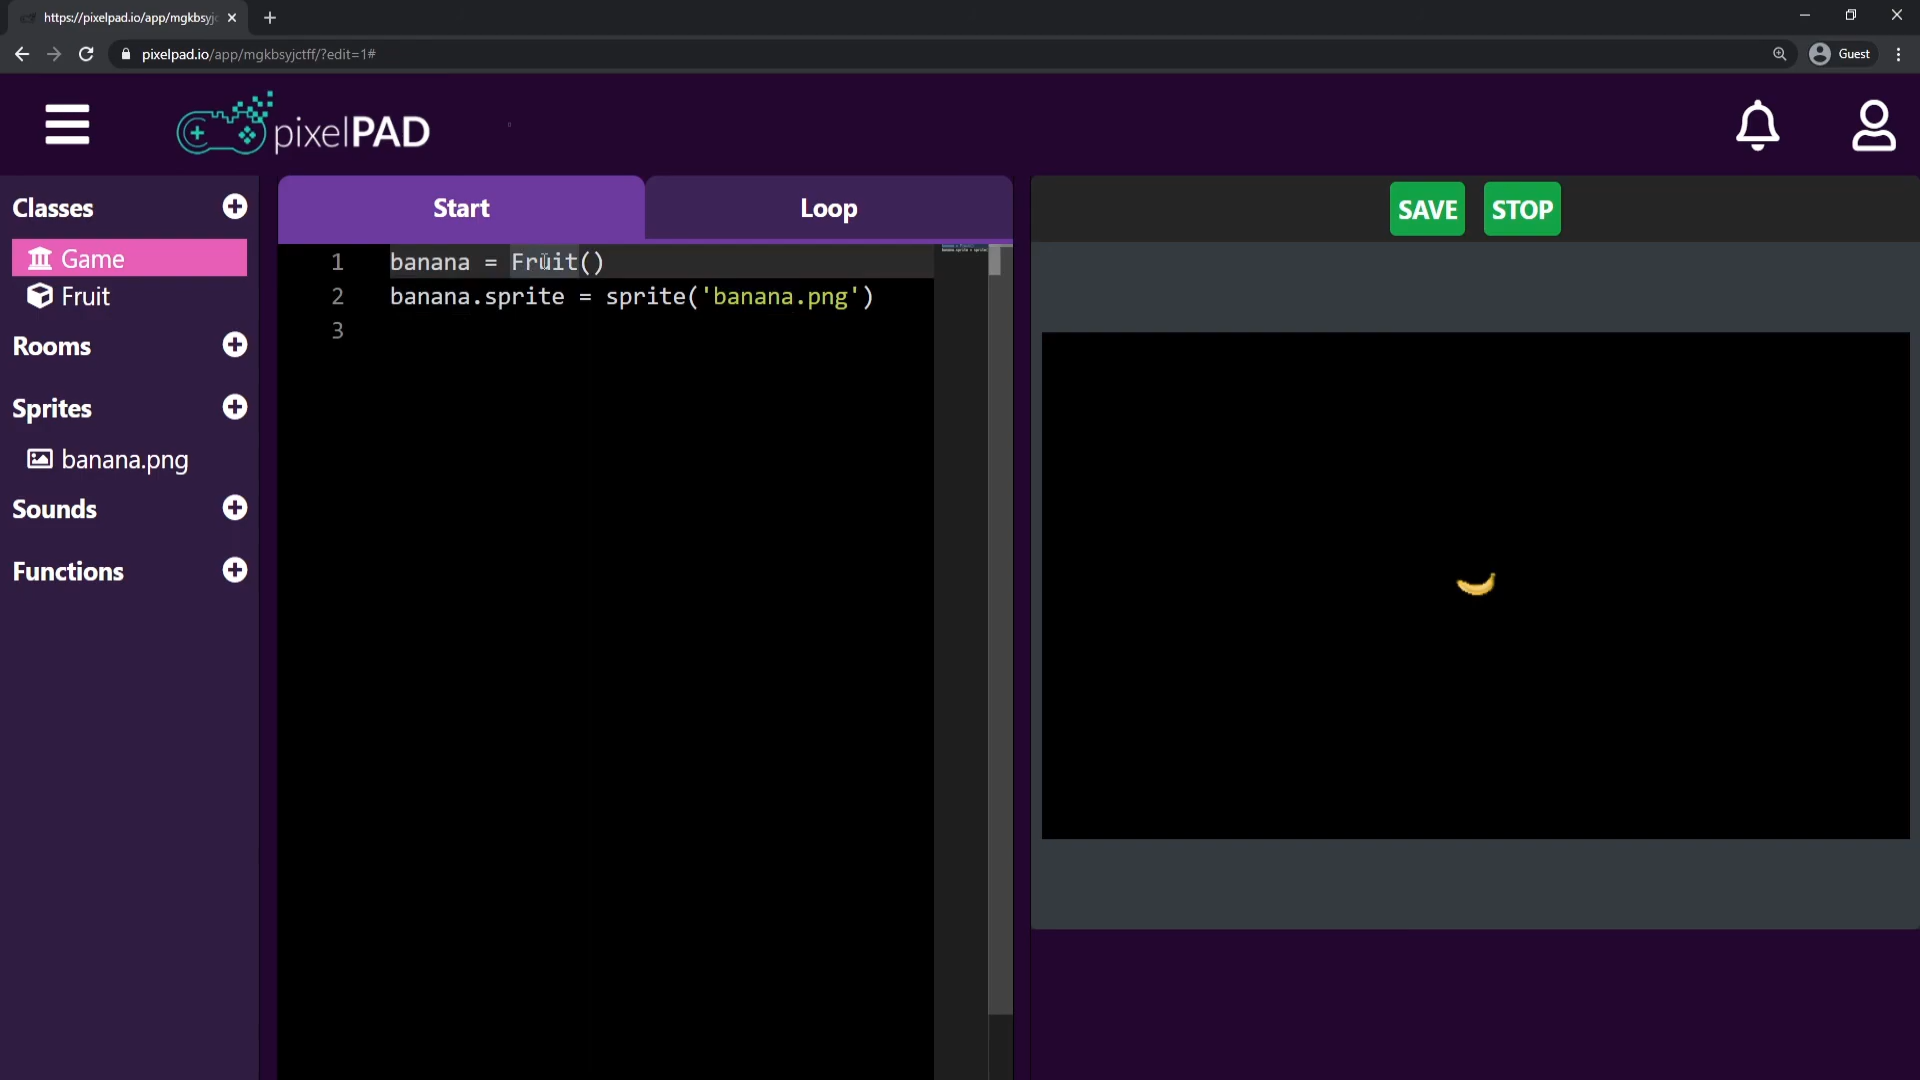 https://pixelpad.io/app/mgkbsyjc
pixelpad.io/app/mgkbsyjctff/?edit=1#
Guest
pixelPAD
Classes
Game
Fruit
Rooms
Sprites
banana.png
Sounds
Functions
Start
Loop
1 banana = Fruit()
2 banana.sprite = sprite('banana.png')
3
SAVE
STOP